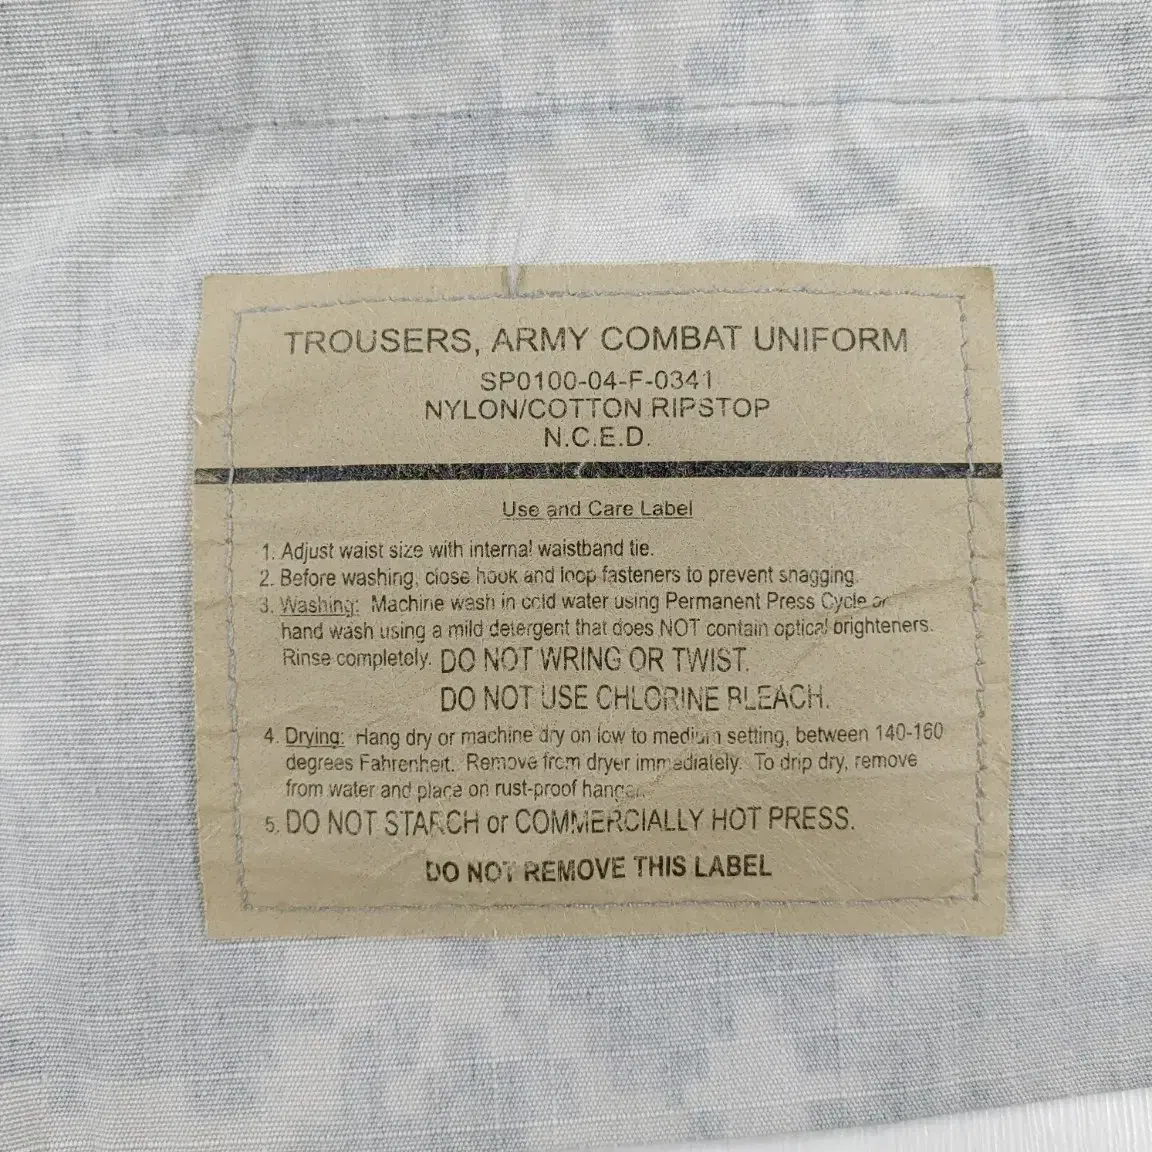 TROUSERS, ARMY COMBAT UNIFORM
SP0100-04-F-0341
NYLON/COTTON RIPSTOP
N.C.E.D.
Use and Care Label
1. Adjust waist size with internal waistband tie.
2. Before washing, close hook and loop fasteners to prevent snagging.
3. Washing: Machine wash in cold water using Permanent Press Cycle or
hand wash using a mild detergent that does NOT contain optical brighteners.
Rinse completely. DO NOT WRING OR TWIST.
DO NOT USE CHLORINE BLEACH.
4. Drying: Hang dry or machine dry on low to medium setting, between 140-160
degrees Fahrenheit. Remove from dryer immediately. To drip dry, remove
from water and place on rust-proof hanger.
5. DO NOT STARCH or COMMERCIALLY HOT PRESS.
DO NOT REMOVE THIS LABEL